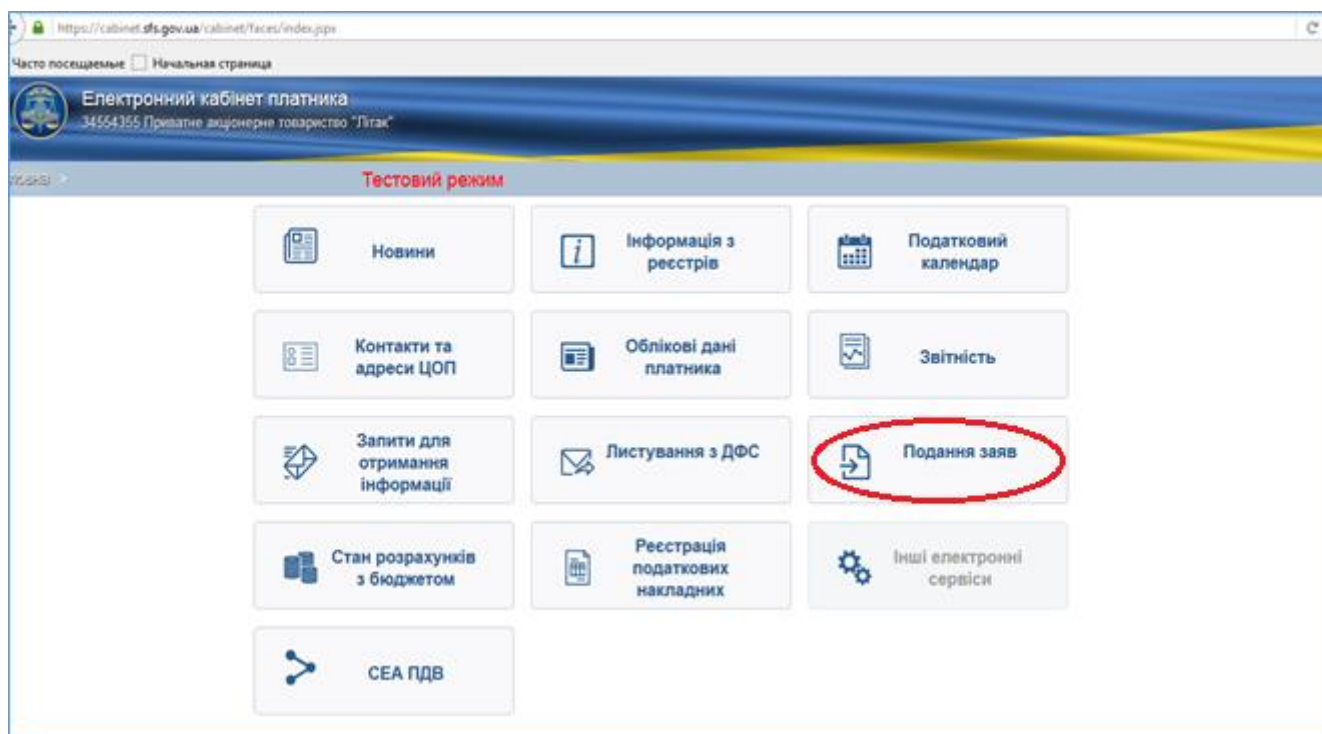 https://cabinet.sfs.gov.ua/cabinet/faces/index.jspx
Часто посещаемые Начальная страница
Електронний кабінет платника
34554355 Приватне акціонерне товариство "Літак"
Тестовий режим
Новини
Інформація з
реєстрів
Податковий
календар
Контакти та
адреси ЦОП
Облікові дані
платника
Звітність
Запити для
отримання
інформації
Листування з ДФС
Подання заяв
Стан розрахунків
з бюджетом
Реєстрація
податкових
накладних
Інші електронні
сервіси
СЕА ПДВ